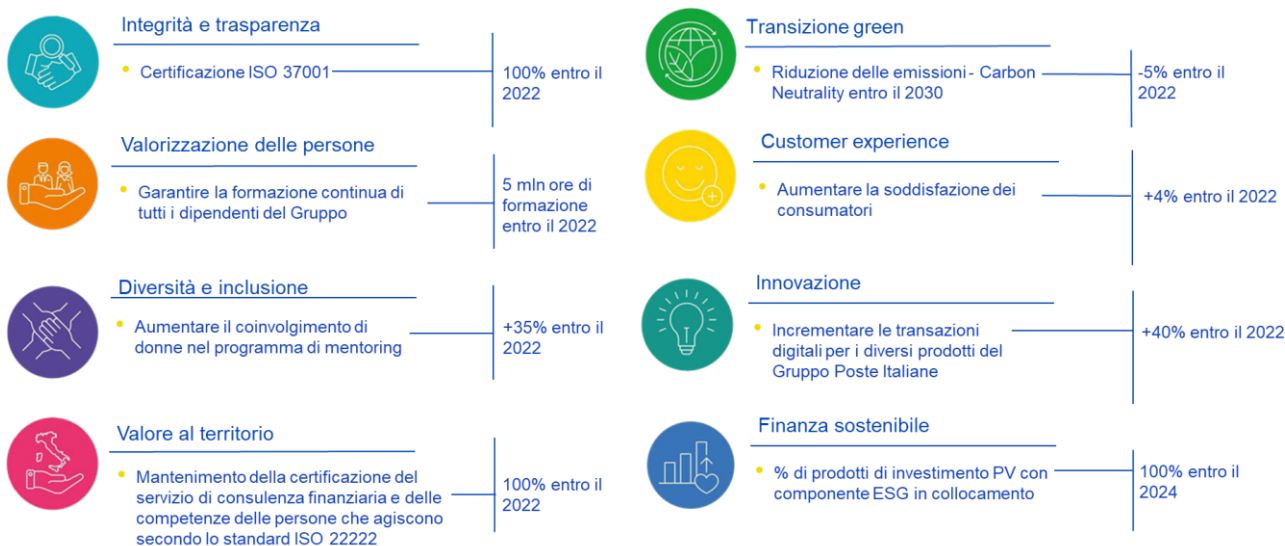 Integrità e trasparenza
• Certificazione ISO 37001
100% entro il
2022
Valorizzazione delle persone
• Garantire la formazione continua di
tutti i dipendenti del Gruppo
5 mln ore di
formazione
entro il 2022
Diversità e inclusione
• Aumentare il coinvolgimento di
donne nel programma di mentoring
+35% entro il
2022
Valore al territorio
• Mantenimento della certificazione del
servizio di consulenza finanziaria e delle
competenze delle persone che agiscono
secondo lo standard ISO 22222
100% entro il
2022
Transizione green
• Riduzione delle emissioni - Carbon
Neutrality entro il 2030
-5% entro il
2022
Customer experience
• Aumentare la soddisfazione dei
consumatori
+4% entro il 2022
Innovazione
• Incrementare le transazioni
digitali per i diversi prodotti del
Gruppo Poste Italiane
+40% entro il 2022
Finanza sostenibile
• % di prodotti di investimento PV con
componente ESG in collocamento
100% entro il
2024